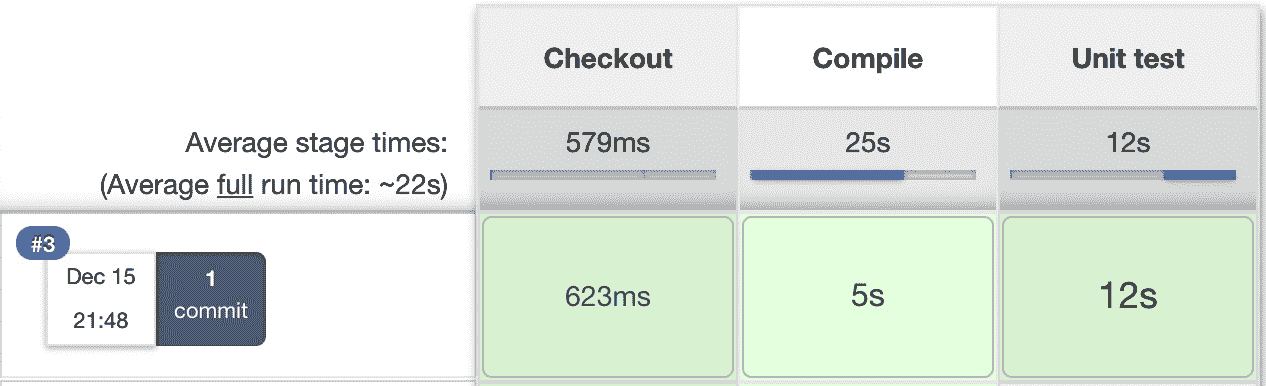 Checkout
Compile
Unit test
Average stage times:
579ms
25s
12s
(Average full run time: ~22s)
#3
Dec 15
21:48
1
commit
623ms
5s
12s